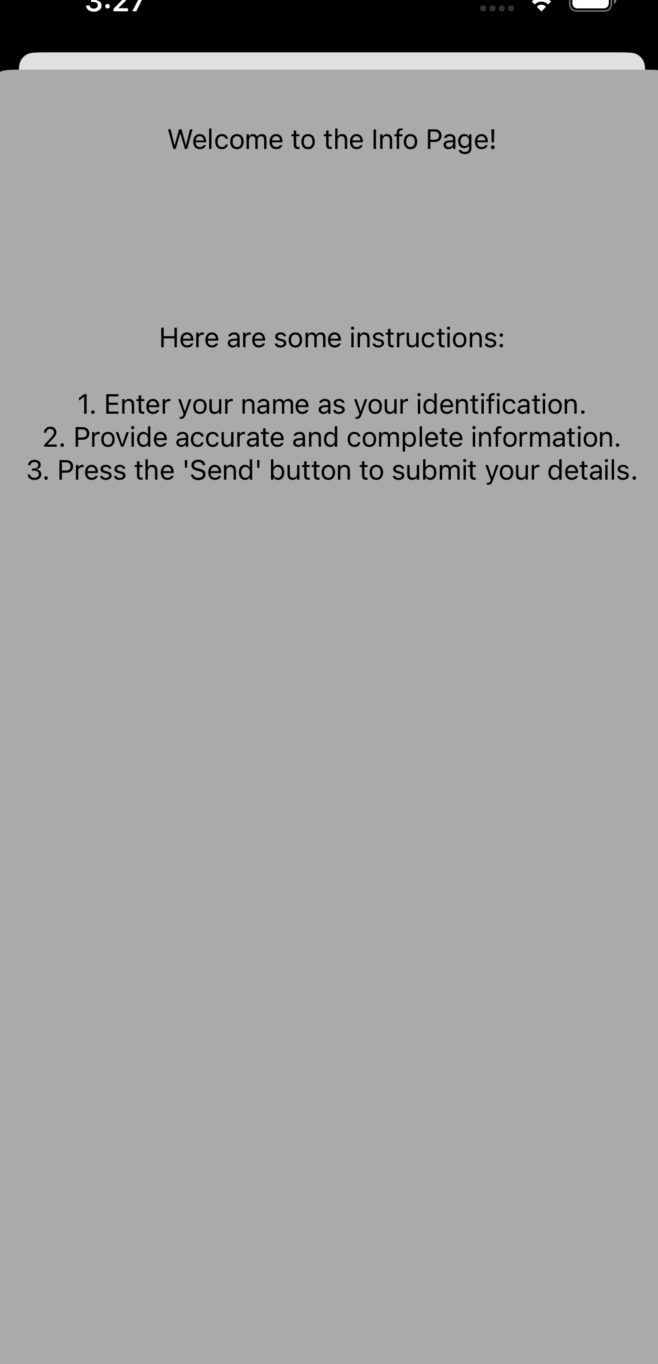 3:27
Welcome to the Info Page!
Here are some instructions:
1. Enter your name as your identification.
2. Provide accurate and complete information.
3. Press the 'Send' button to submit your details.